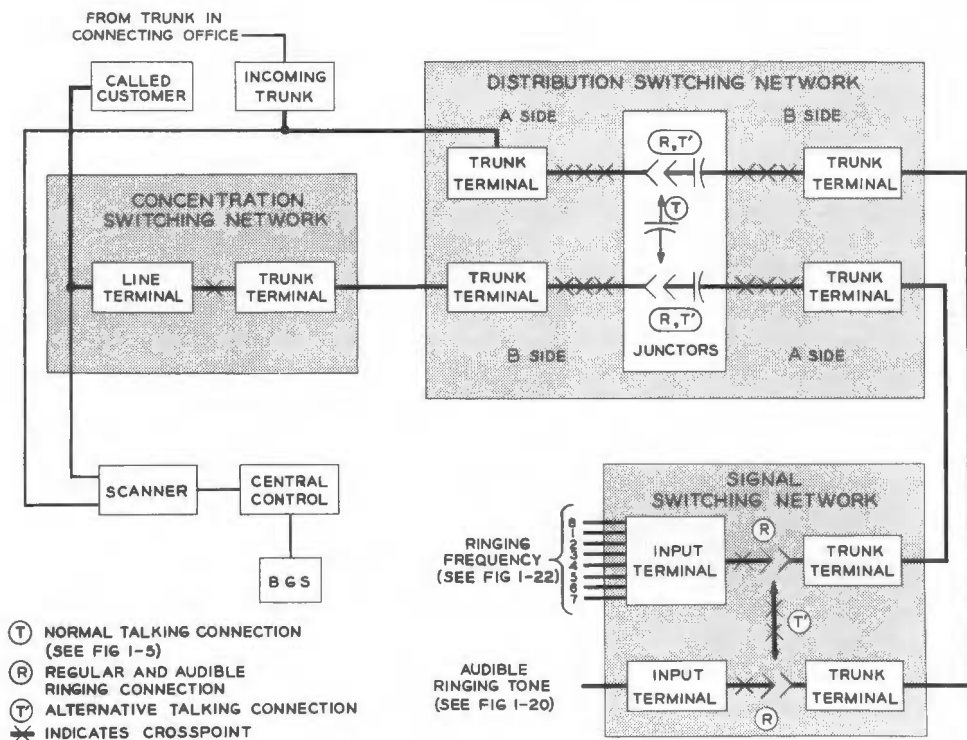 FROM TRUNK IN
CONNECTING OFFICE
CALLED
CUSTOMER
INCOMING
TRUNK
DISTRIBUTION SWITCHING NETWORK
A SIDE
B SIDE
R,T'
TRUNK
TERMINAL
TRUNK
TERMINAL
CONCENTRATION
SWITCHING NETWORK
T
LINE
TERMINAL
TRUNK
TERMINAL
TRUNK
TERMINAL
TRUNK
TERMINAL
R,T'
B SIDE
JUNCTORS
A SIDE
SCANNER
CENTRAL
CONTROL
BGS
SIGNAL
SWITCHING NETWORK
RINGING
FREQUENCY
(SEE FIG 1-22)
8
1
2
3
4
5
6
7
INPUT
TERMINAL
R
TRUNK
TERMINAL
T'
AUDIBLE
RINGING TONE
(SEE FIG 1-20)
INPUT
TERMINAL
R
TRUNK
TERMINAL
T NORMAL TALKING CONNECTION
(SEE FIG 1-5)
R REGULAR AND AUDIBLE
RINGING CONNECTION
T' ALTERNATIVE TALKING CONNECTION
INDICATES CROSSPOINT